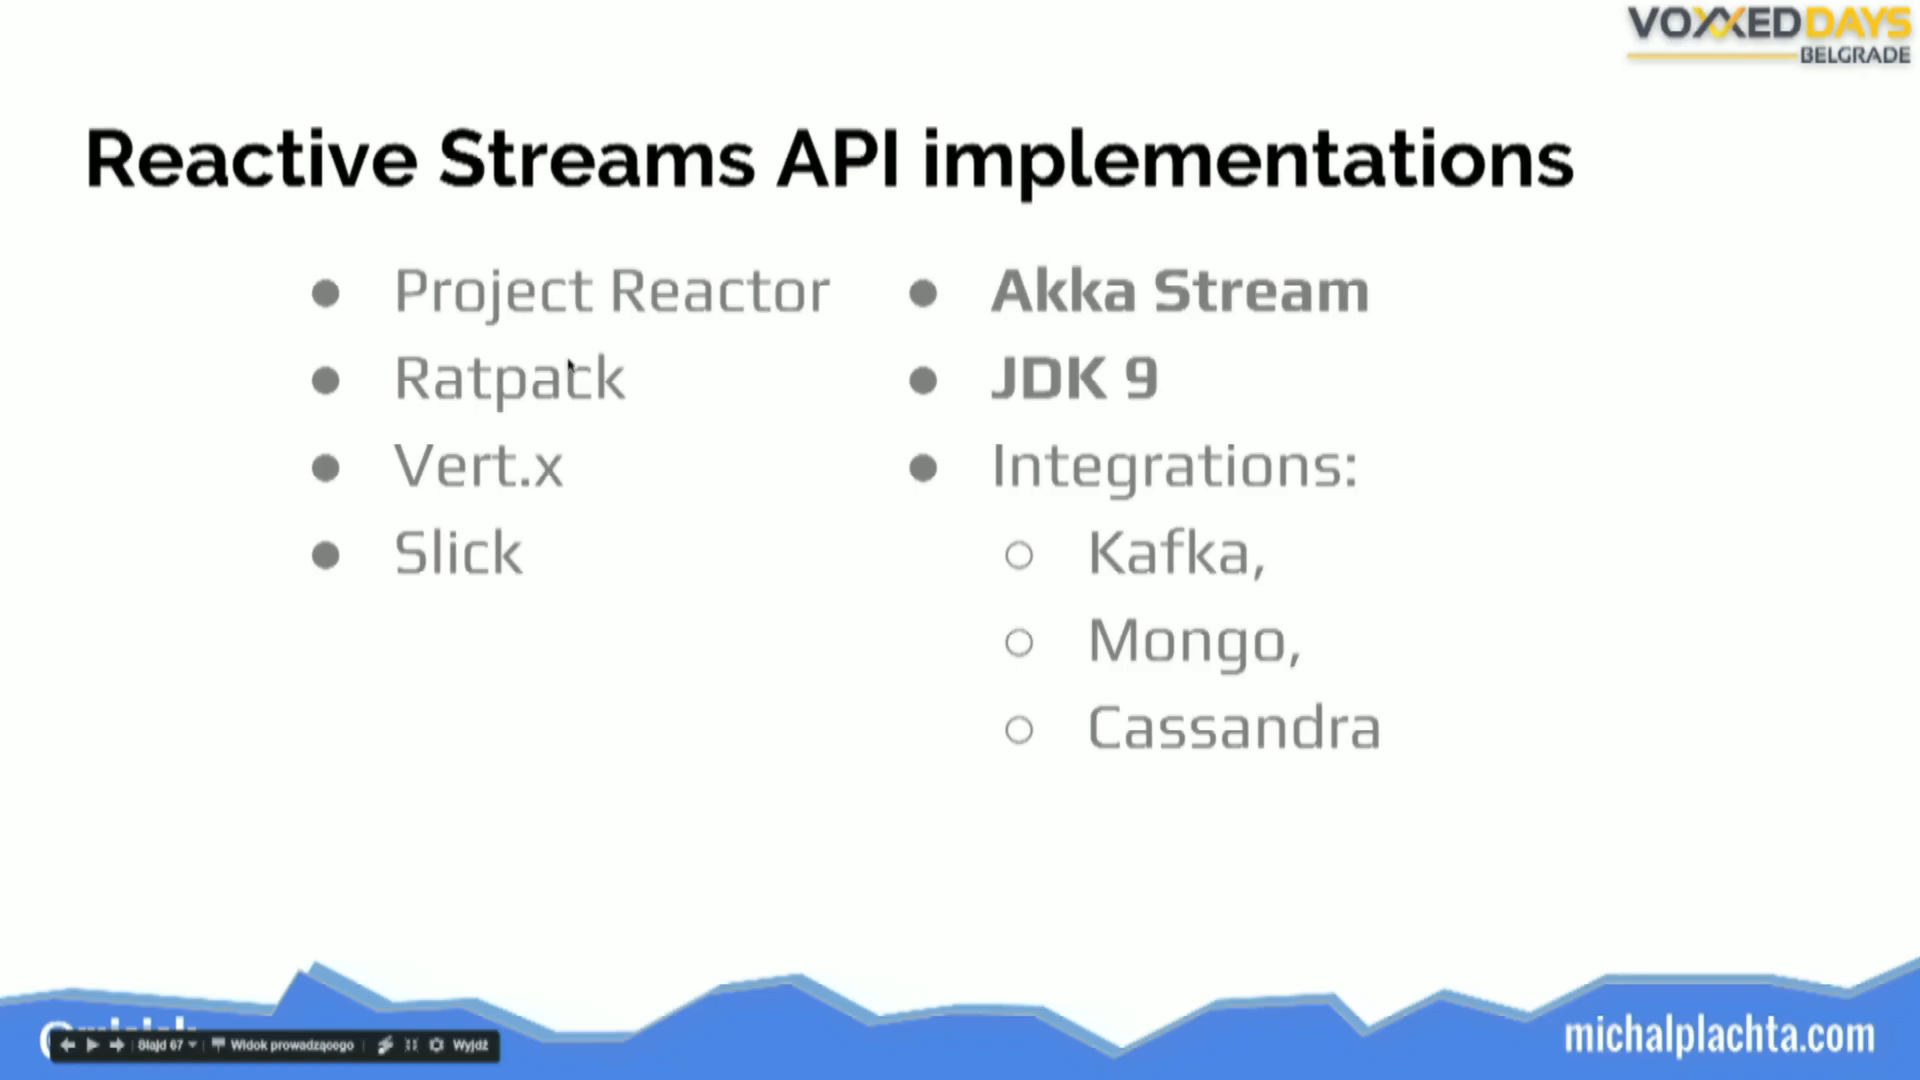 VOXXEDDAYS
BELGRADE
Reactive Streams API implementations
Project Reactor
Ratpack
Vert.x
Slick
Akka Stream
JDK 9
Integrations:
Kafka,
Mongo,
Cassandra
Slajd 67
Widok prowadzącego
Wyjdź
michalplachta.com